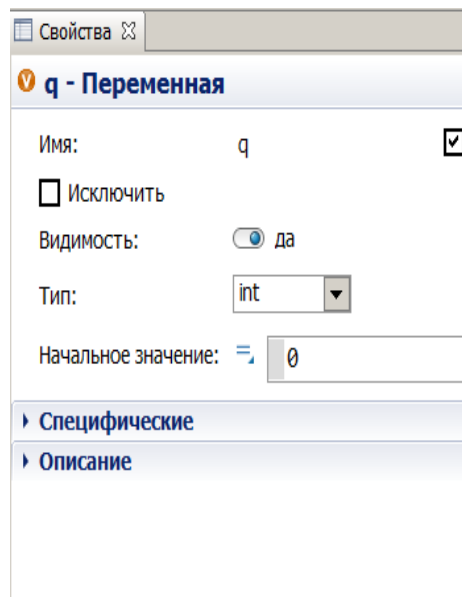 Свойства
q - Переменная
Имя: q
Исключить
Видимость: да
Тип: int
Начальное значение: 0
Специфические
Описание